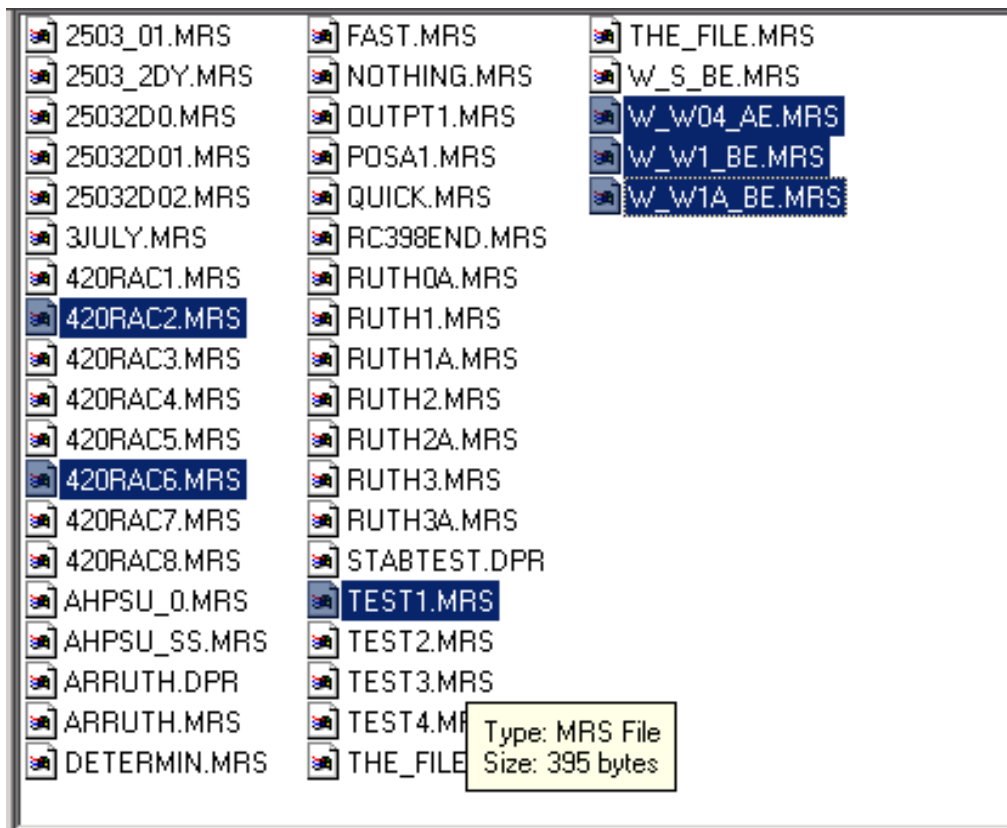 2503_01.MRS
2503_2DY.MRS
25032D0.MRS
25032D01.MRS
25032D02.MRS
3JULY.MRS
420RAC1.MRS
420RAC2.MRS
420RAC3.MRS
420RAC4.MRS
420RAC5.MRS
420RAC6.MRS
420RAC7.MRS
420RAC8.MRS
AHPSU_0.MRS
AHPSU_SS.MRS
ARRUTH.DPR
ARRUTH.MRS
DETERMIN.MRS
FAST.MRS
NOTHING.MRS
OUTPT1.MRS
POSA1.MRS
QUICK.MRS
RC398END.MRS
RUTH0A.MRS
RUTH1.MRS
RUTH1A.MRS
RUTH2.MRS
RUTH2A.MRS
RUTH3.MRS
RUTH3A.MRS
STABTEST.DPR
TEST1.MRS
TEST2.MRS
TEST3.MRS
TEST4.M
THE_FILE
THE_FILE.MRS
W_S_BE.MRS
W_W04_AE.MRS
W_W1_BE.MRS
W_W1A_BE.MRS
Type: MRS File
Size: 395 bytes